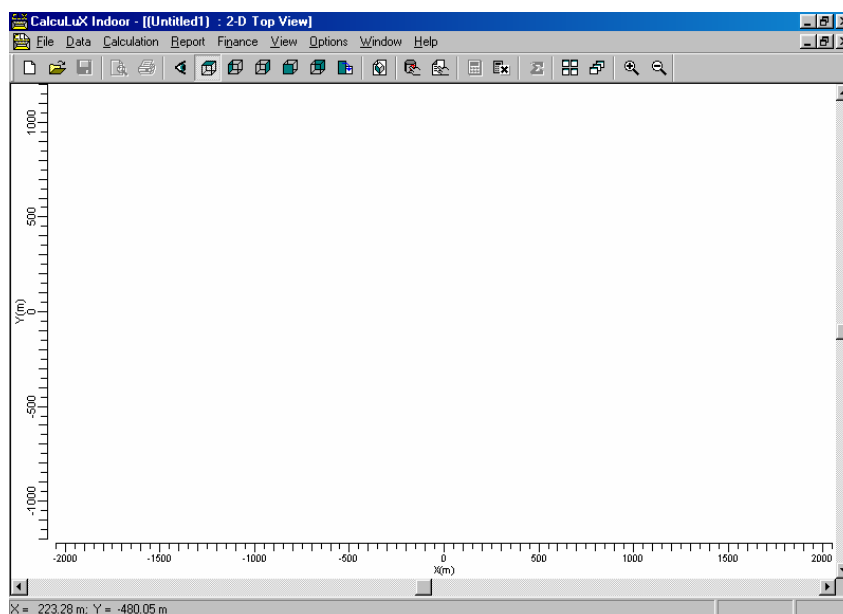 CalcuLuX Indoor - [(Untitled1) : 2-D Top View]
File Data Calculation Report Finance View Options Window Help
1000
500
0
-500
-1000
Y(m)
-2000 -1500 -1000 -500 0 500 1000 1500 2000
X(m)
X = 223.28 m; Y = -480.05 m